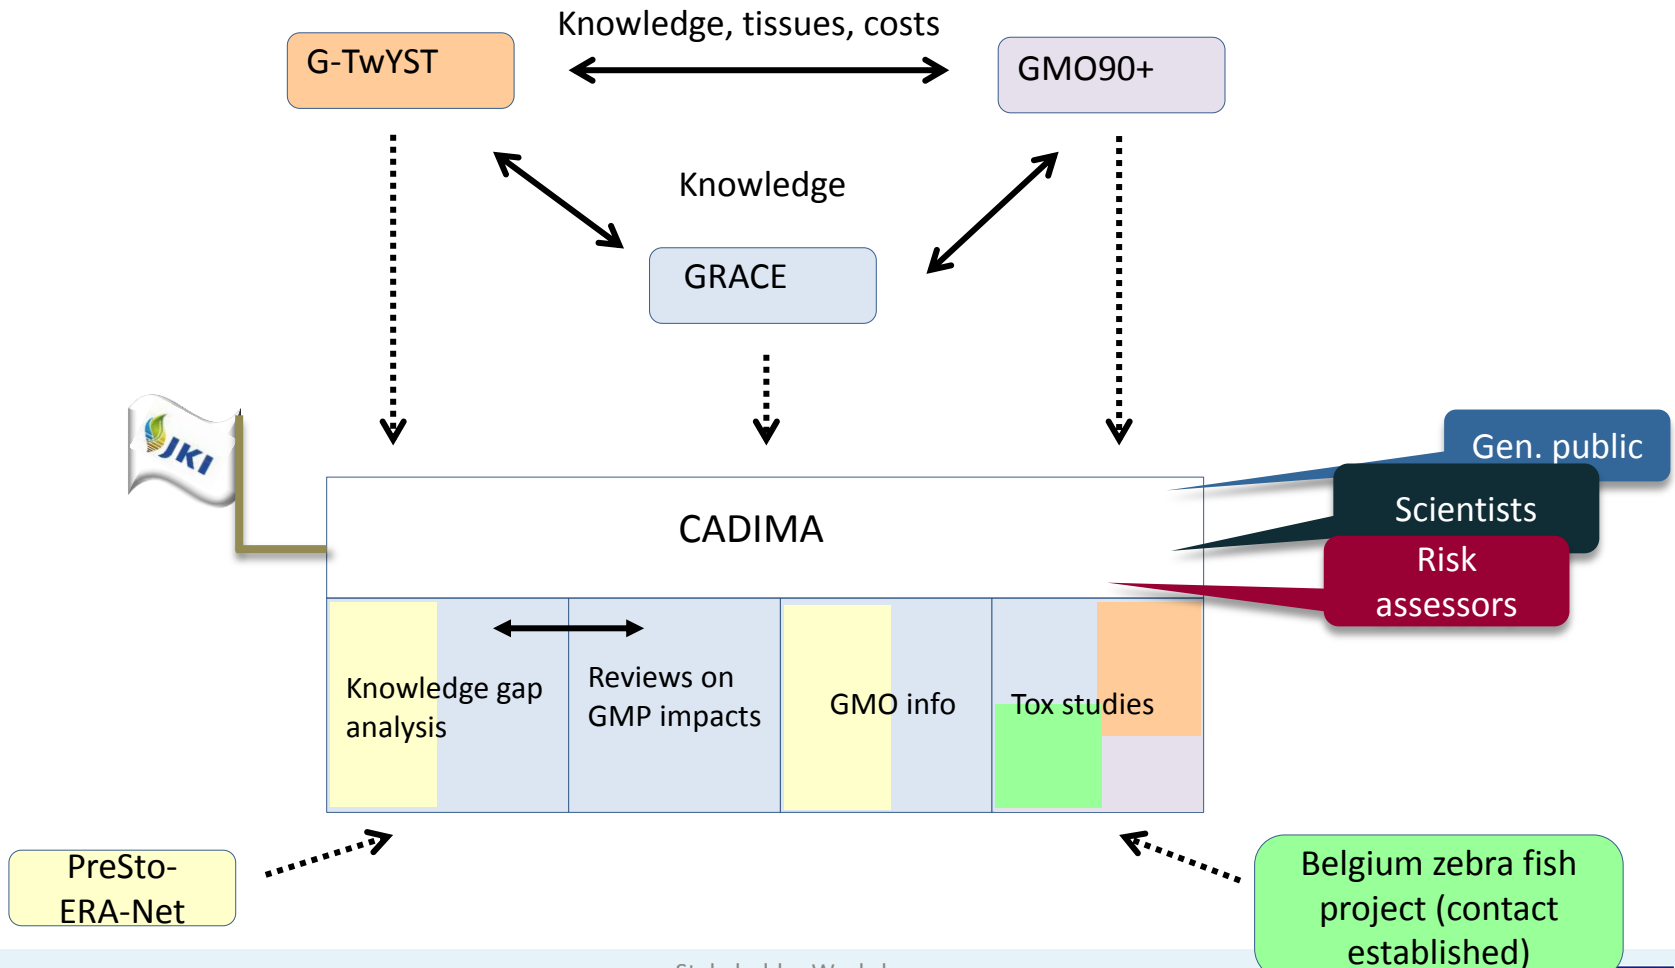 Knowledge, tissues, costs
G-TwYST
GMO90+
Knowledge
GRACE
JKI
Gen. public
Scientists
Risk
assessors
CADIMA
Knowledge gap
analysis
Reviews on
GMP impacts
GMO info
Tox studies
PreSto-
ERA-Net
Belgium zebra fish
project (contact
established)